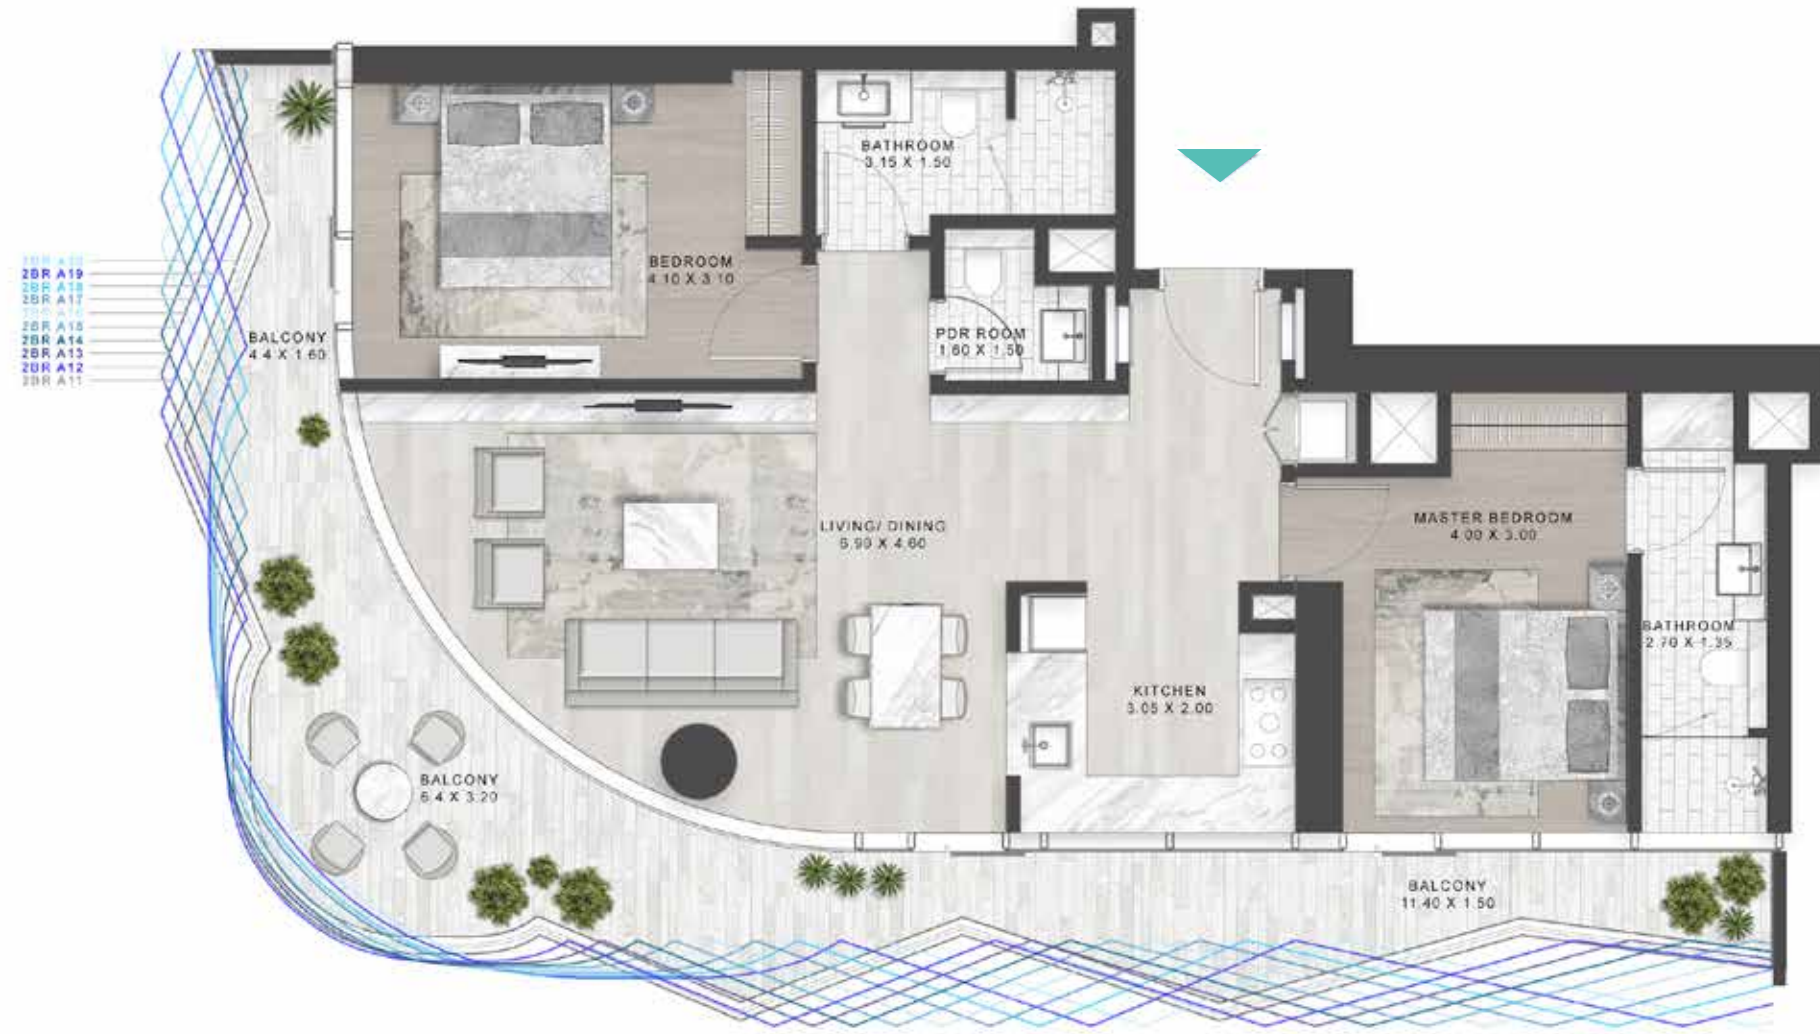 BATHROOM
3.15 X 1.50
BEDROOM
4.10 X 3.10
2BR A19
2BR A18
2BR A17
2BR A15
2BR A14
2BR A13
2BR A12
2BR A11
BALCONY
4.4 X 1.60
PDR ROOM
1.60 X 1.50
LIVING/ DINING
6.90 X 4.60
MASTER BEDROOM
4.00 X 3.00
BATHROOM
2.70 X 1.35
KITCHEN
3.05 X 2.00
BALCONY
6.4 X 3.20
BALCONY
11.40 X 1.50